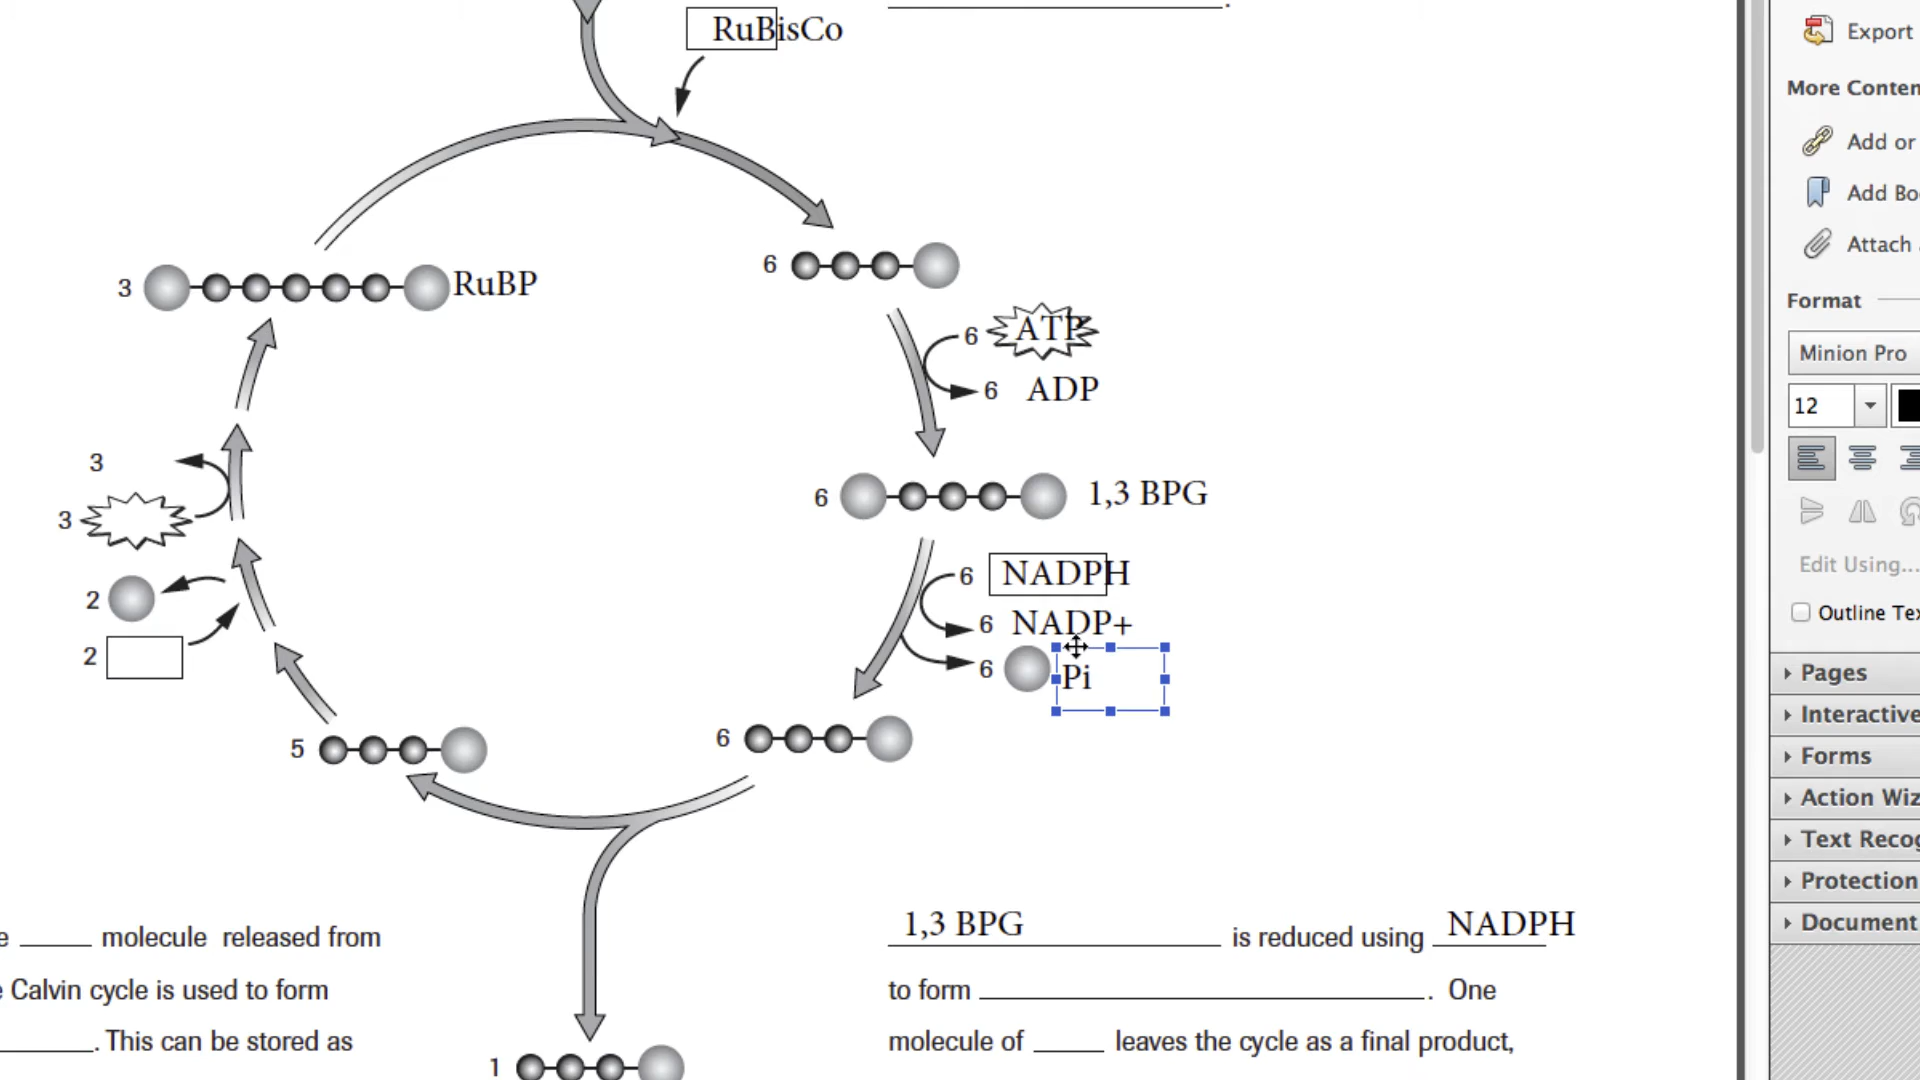 .
RuBisCo
Export
More Conten
Add or
Add Bo
Attach
3 RuBP
6
6 ATP
6 ADP
Format
Minion Pro
12
3
3
6 1,3 BPG
6 NADPH
6 NADP+
6 Pi
2
2
Edit Using...
Outline Tex
Pages
Interactive
Forms
Action Wiz
Text Recog
Protection
Document
5
6
e ____ molecule released from
e Calvin cycle is used to form
____. This can be stored as
1
1,3 BPG is reduced using NADPH
to form ____. One
molecule of ____ leaves the cycle as a final product,